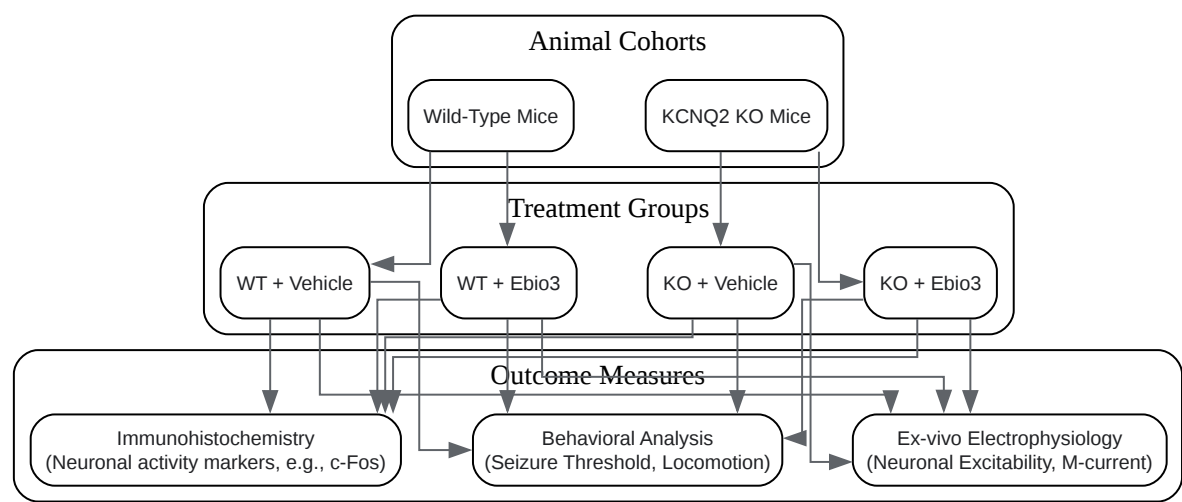 Animal Cohorts
Wild-Type Mice
KCNQ2 KO Mice
Treatment Groups
WT + Vehicle
WT + Ebio3
KO + Vehicle
KO + Ebio3
Outcome Measures
Immunohistochemistry
(Neuronal activity markers, e.g., c-Fos)
Behavioral Analysis
(Seizure Threshold, Locomotion)
Ex-vivo Electrophysiology
(Neuronal Excitability, M-current)